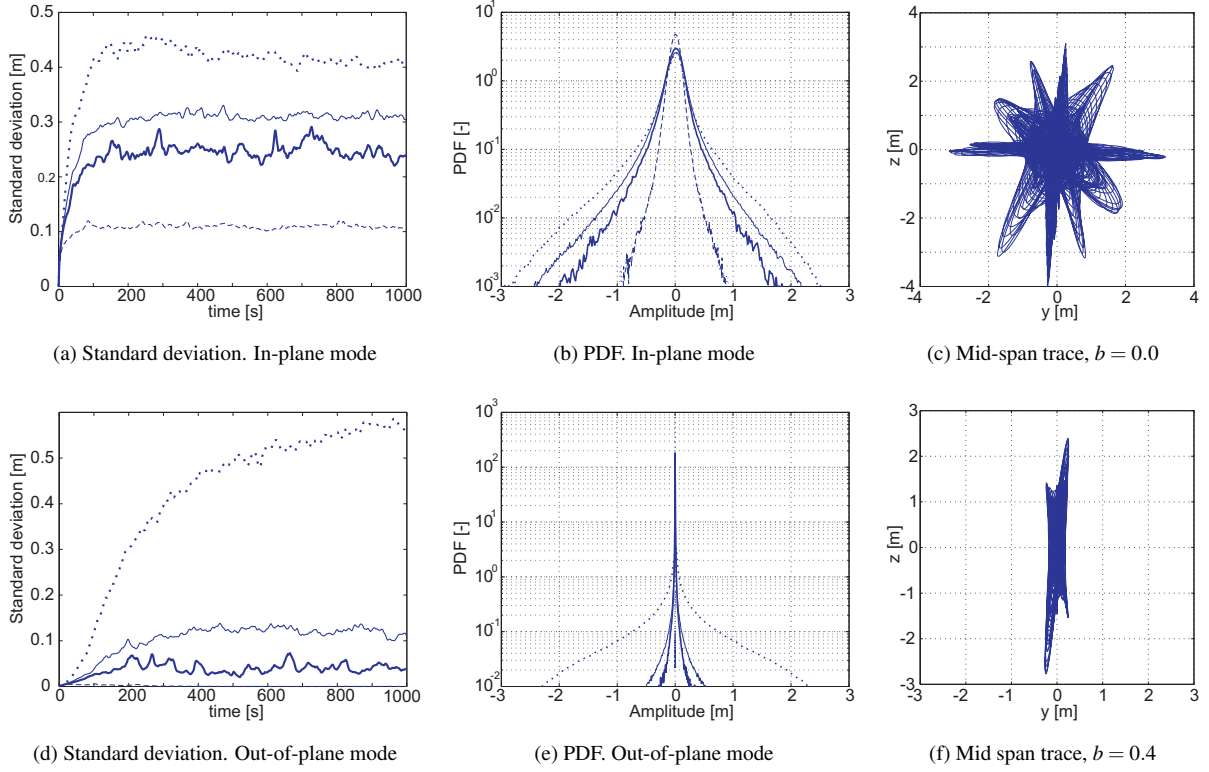 0.5
0.4
0.3
0.2
0.1
0
Standard deviation [m]
0 200 400 600 800 1000
time [s]
10^1
10^0
10^-1
10^-2
10^-3
PDF [-]
-3 -2 -1 0 1 2 3
Amplitude [m]
4
2
0
-2
-4
z [m]
-4 -2 0 2 4
y [m]
(a) Standard deviation. In-plane mode
(b) PDF. In-plane mode
(c) Mid-span trace, b = 0.0
0.5
0.4
0.3
0.2
0.1
0
Standard deviation [m]
0 200 400 600 800 1000
time [s]
10^3
10^2
10^1
10^0
10^-1
10^-2
PDF [-]
-3 -2 -1 0 1 2 3
Amplitude [m]
3
2
1
0
-1
-2
-3
z [m]
-3 -2 -1 0 1 2 3
y [m]
(d) Standard deviation. Out-of-plane mode
(e) PDF. Out-of-plane mode
(f) Mid span trace, b = 0.4